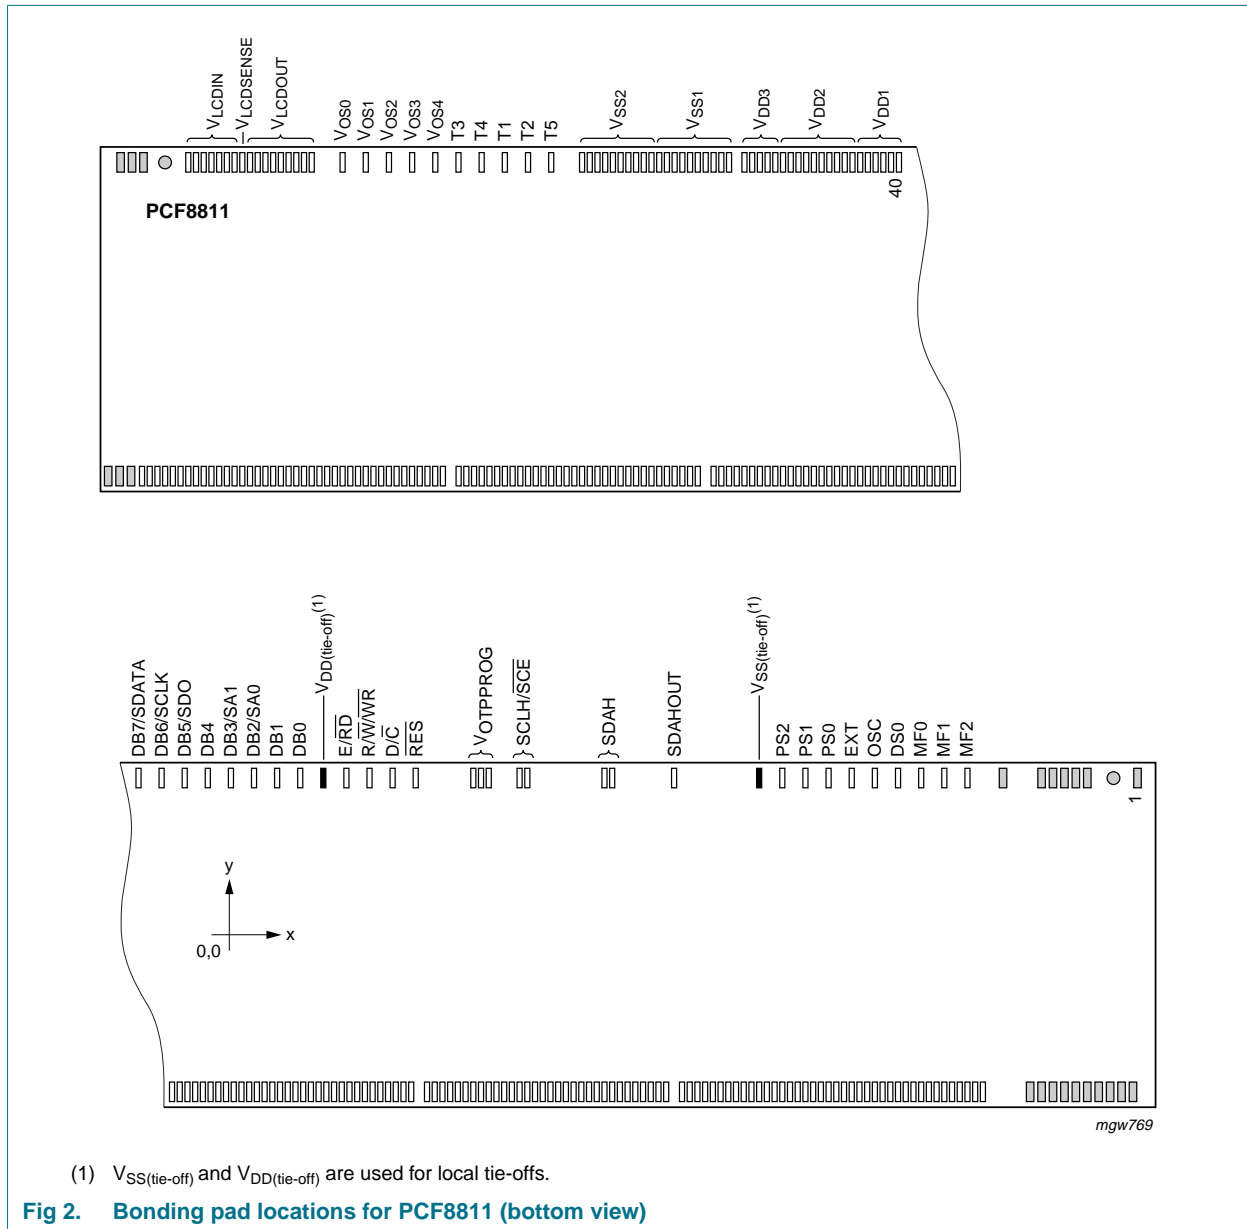 VLCDIN
VLCDSENSE
VLCDOUT
VOS0
VOS1
VOS2
VOS3
VOS4
T3
T4
T1
T2
T5
VSS2
VSS1
VDD3
VDD2
VDD1
40
PCF8811
DB7/SDATA
DB6/SCLK
DB5/SDO
DB4
DB3/SA1
DB2/SA0
DB1
DB0
VDD(tie-off)(1)
E/R̅D̅
R/W̅/W̅R̅
D/C̅
R̅E̅S̅
VOTPPROG
SCLH/S̅C̅E̅
SDAH
SDAHOUT
VSS(tie-off)(1)
PS2
PS1
PS0
EXT
OSC
DS0
MF0
MF1
MF2
1
y
x
0,0
mgw769
(1) VSS(tie-off) and VDD(tie-off) are used for local tie-offs.
Fig 2. Bonding pad locations for PCF8811 (bottom view)